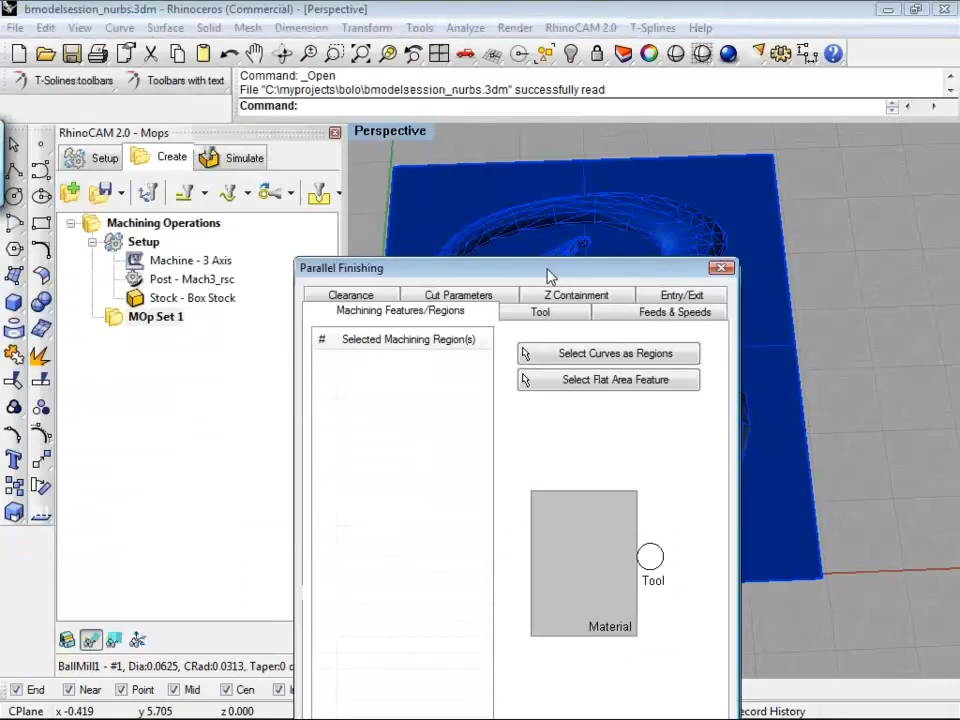 bmodelsession_nurbs.3dm - Rhinoceros (Commercial) - [Perspective]
File Edit View Curve Surface Solid Mesh Dimension Transform Tools Analyze Render RhinoCAM 2.0 T-Splines Help
T-Solines.toolbars Toolbars with text
Command: _Open
File "C:\myprojects\bolo\bmodelsession_nurbs.3dm" successfully read
Command:
RhinoCAM 2.0 - Mops
Perspective
Setup Create Simulate
Machining Operations
Setup
Machine - 3 Axis
Post - Mach3_rsc
Stock - Box Stock
MOp Set 1
Parallel Finishing
Clearance Cut Parameters Z Containment Entry/Exit
Machining Features/Regions Tool Feeds & Speeds
# Selected Machining Region(s)
Select Curves as Regions
Select Flat Area Feature
Tool
Material
BallMill1 - #1, Dia:0.0625, CRad:0 0313, Taper:0 d
End Near Point Mid Cen
CPlane x -0.419 y 5.705 z 0.000
ecord History